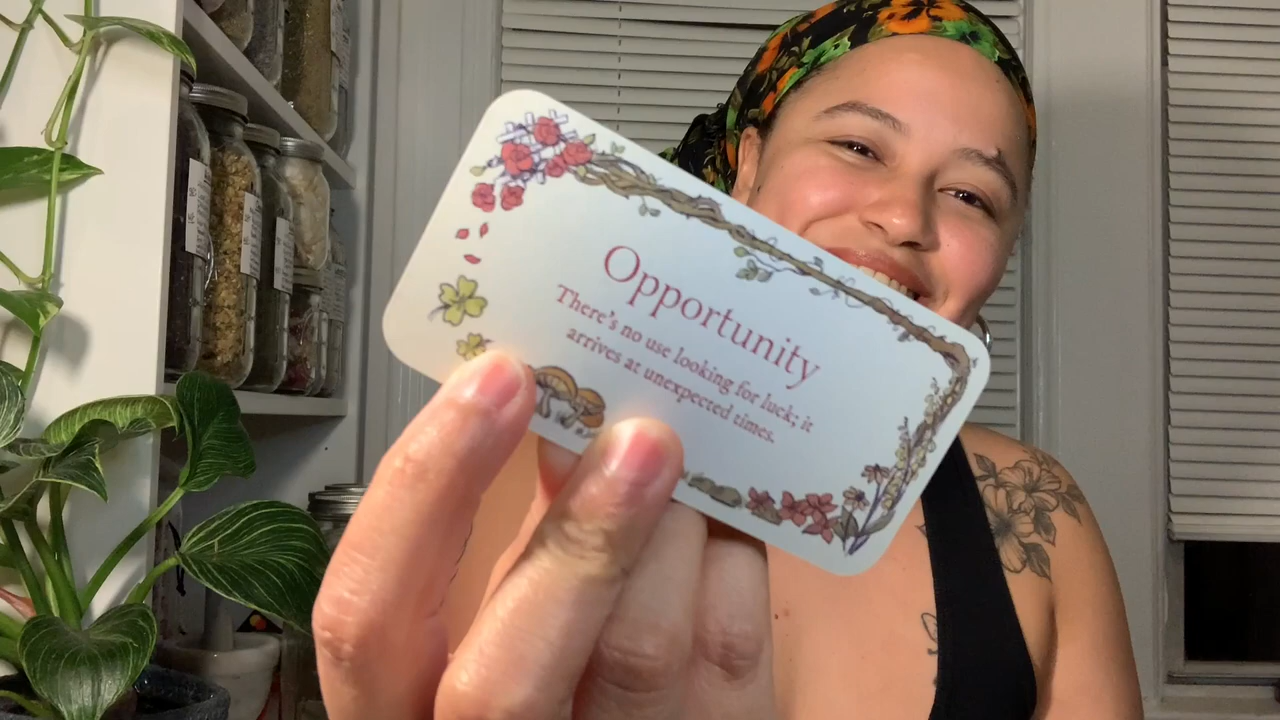 Opportunity
There's no use looking for luck; it
arrives at unexpected times.